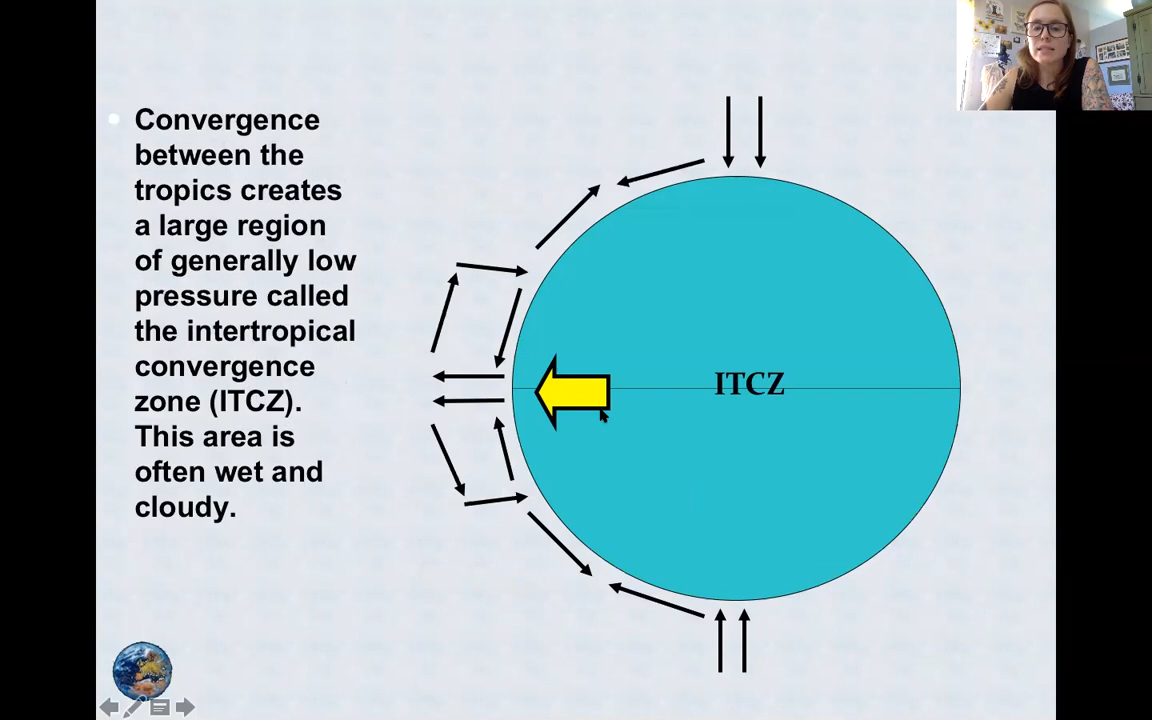 Convergence
between the
tropics creates
a large region
of generally low
pressure called
the intertropical
convergence
zone (ITCZ).
This area is
often wet and
cloudy.
ITCZ